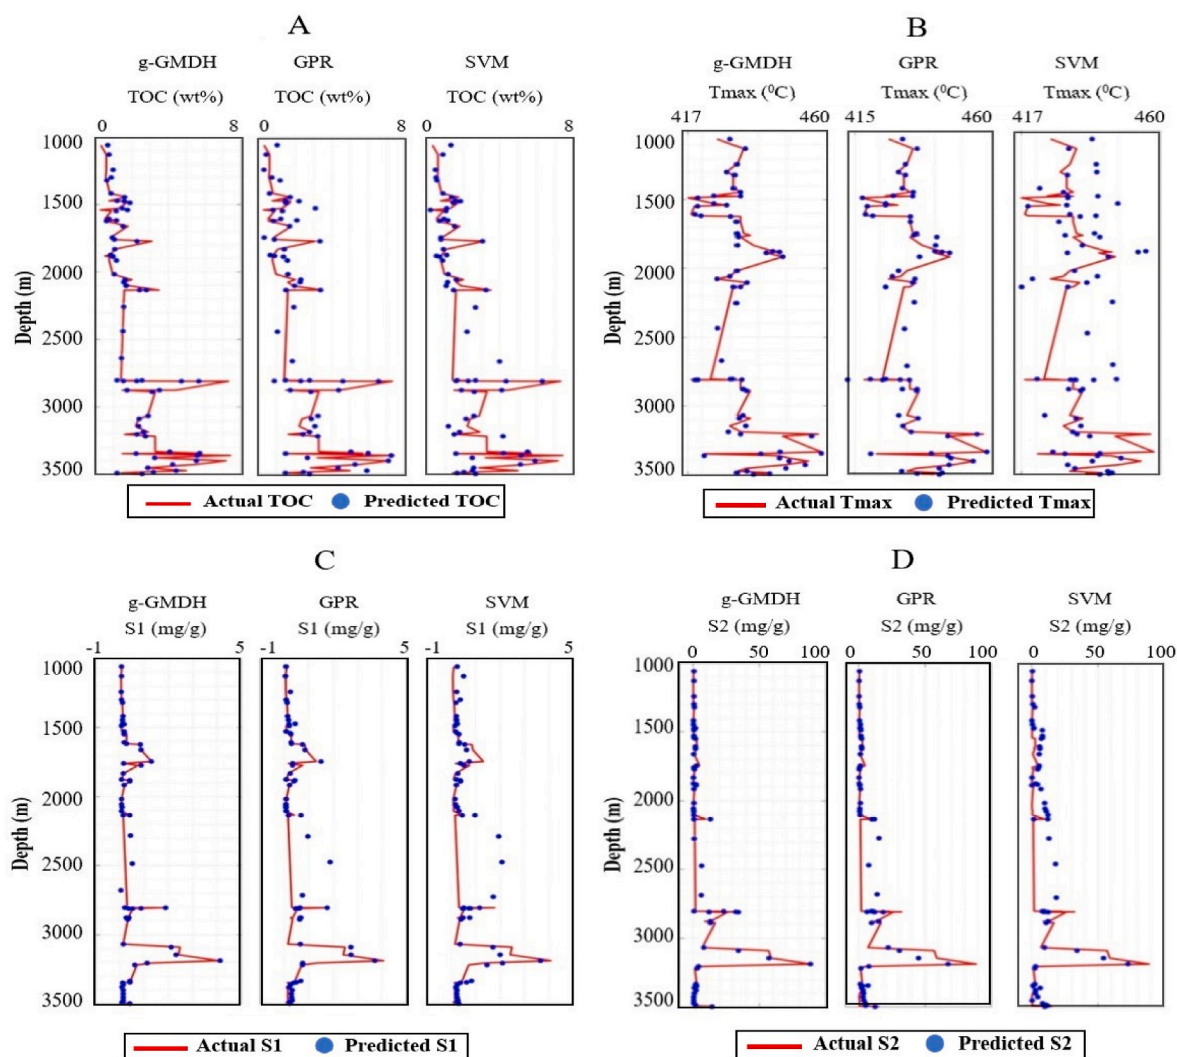 A
B
g-GMDH GPR SVM g-GMDH GPR SVM
TOC (wt%) TOC (wt%) TOC (wt%) Tmax (⁰C) Tmax (⁰C) Tmax (⁰C)
0 8 0 8 0 8 417 460 415 460 417 460
1000 1000
1500 1500
2000 2000
Depth (m) Depth (m)
2500 2500
3000 3000
3500 3500
Actual TOC Predicted TOC Actual Tmax Predicted Tmax
C D
g-GMDH GPR SVM g-GMDH GPR SVM
S1 (mg/g) S1 (mg/g) S1 (mg/g) S2 (mg/g) S2 (mg/g) S2 (mg/g)
-1 5 -1 5 -1 5 0 50 100 0 50 100 0 50 100
1000 1000
1500 1500
2000 2000
Depth (m) Depth (m)
2500 2500
3000 3000
3500 3500
Actual S1 Predicted S1 Actual S2 Predicted S2